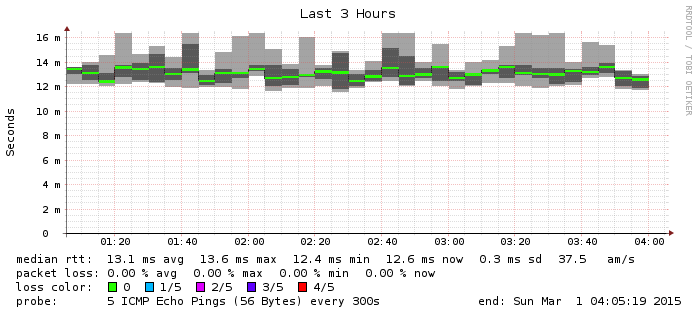 Last 3 Hours
RRDTOOL / TOBI OETIKER
Seconds
16 m
14 m
12 m
10 m
8 m
6 m
4 m
2 m
0
01:20 01:40 02:00 02:20 02:40 03:00 03:20 03:40 04:00
median rtt: 13.1 ms avg 13.6 ms max 12.4 ms min 12.6 ms now 0.3 ms sd 37.5 am/s
packet loss: 0.00 % avg 0.00 % max 0.00 % min 0.00 % now
loss color: 0 1/5 2/5 3/5 4/5
probe: 5 ICMP Echo Pings (56 Bytes) every 300s end: Sun Mar 1 04:05:19 2015